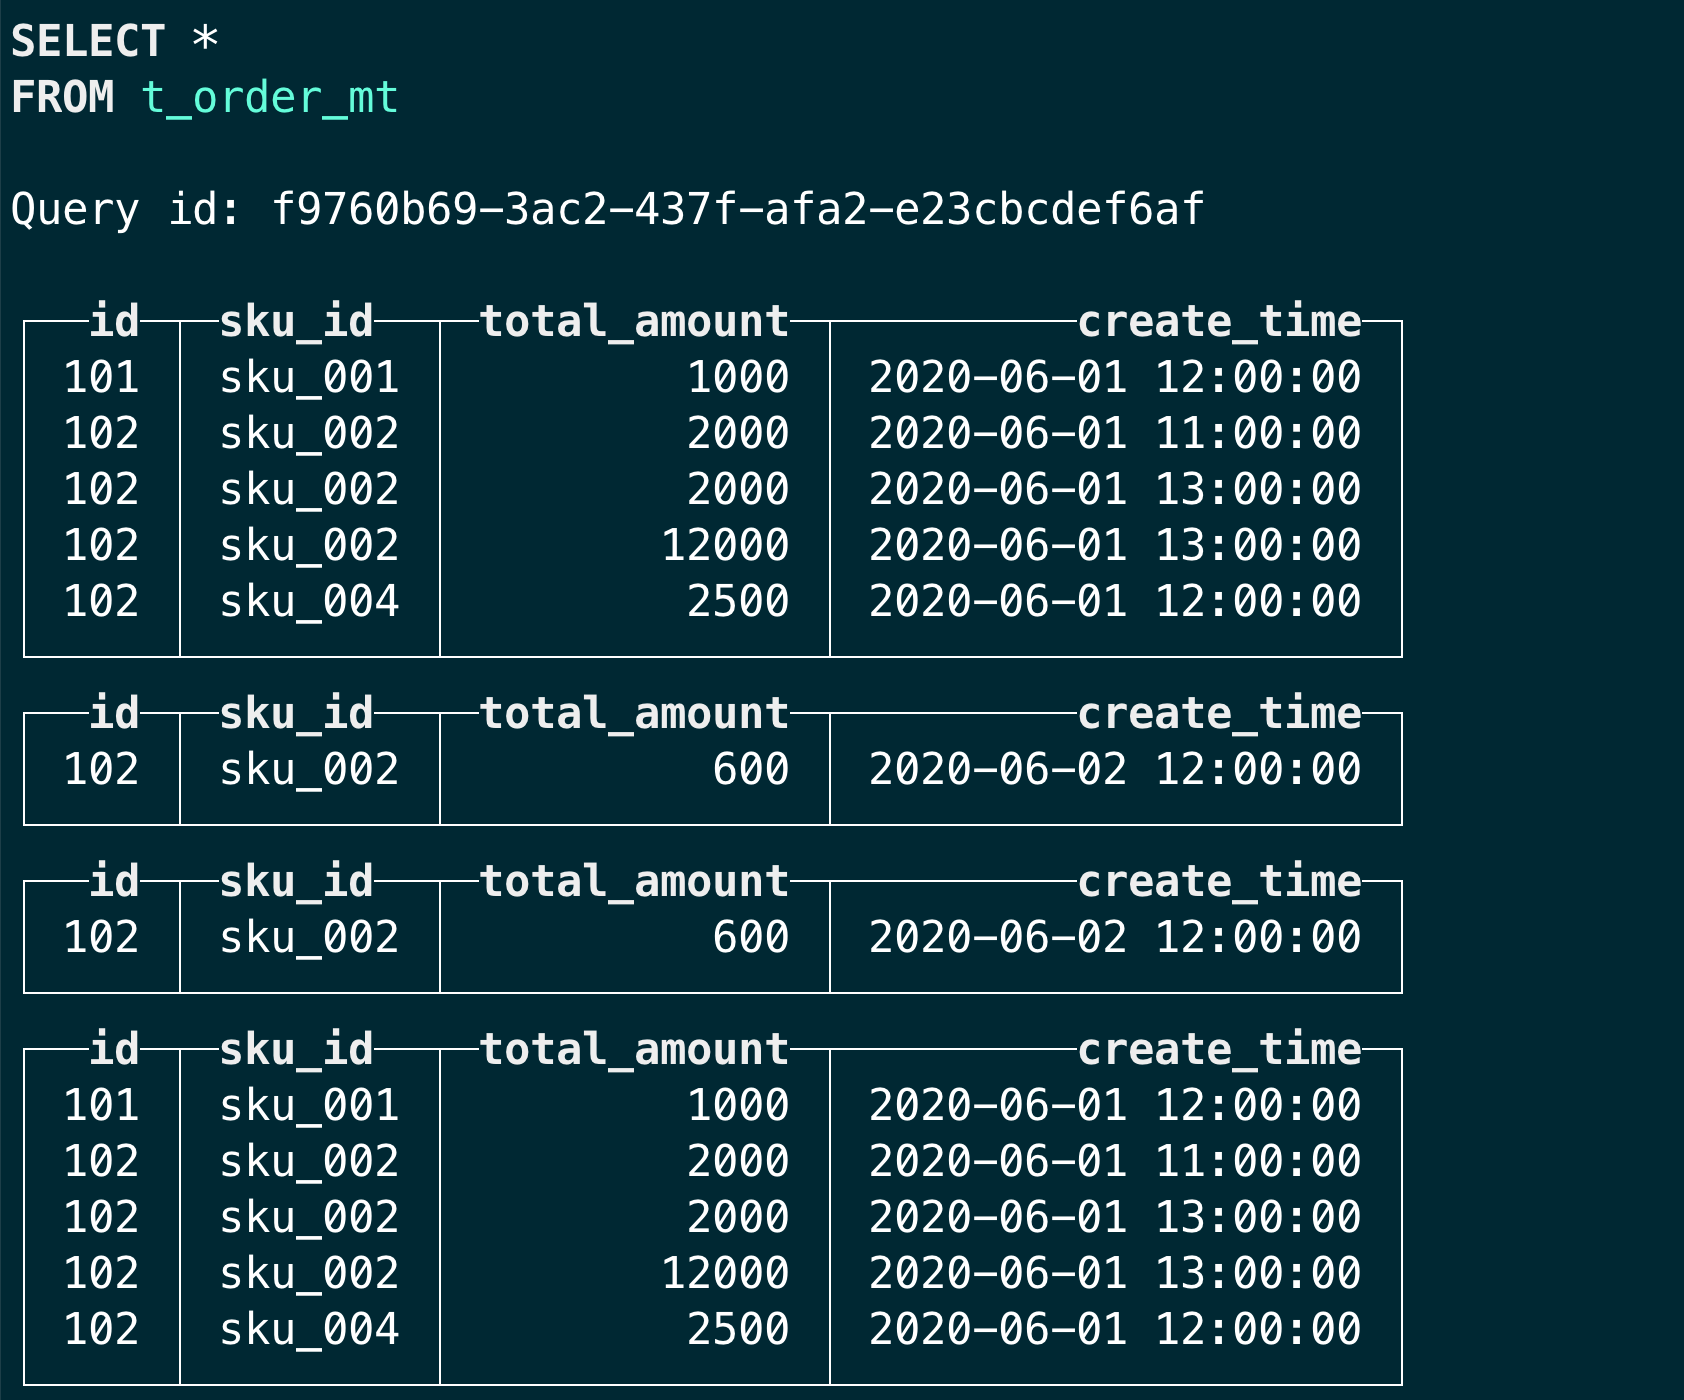 SELECT *
FROM t_order_mt
Query id: f9760b69-3ac2-437f-afa2-e23cbcdef6af
id sku_id total_amount create_time
101 sku_001 1000 2020-06-01 12:00:00
102 sku_002 2000 2020-06-01 11:00:00
102 sku_002 2000 2020-06-01 13:00:00
102 sku_002 12000 2020-06-01 13:00:00
102 sku_004 2500 2020-06-01 12:00:00
id sku_id total_amount create_time
102 sku_002 600 2020-06-02 12:00:00
id sku_id total_amount create_time
102 sku_002 600 2020-06-02 12:00:00
id sku_id total_amount create_time
101 sku_001 1000 2020-06-01 12:00:00
102 sku_002 2000 2020-06-01 11:00:00
102 sku_002 2000 2020-06-01 13:00:00
102 sku_002 12000 2020-06-01 13:00:00
102 sku_004 2500 2020-06-01 12:00:00